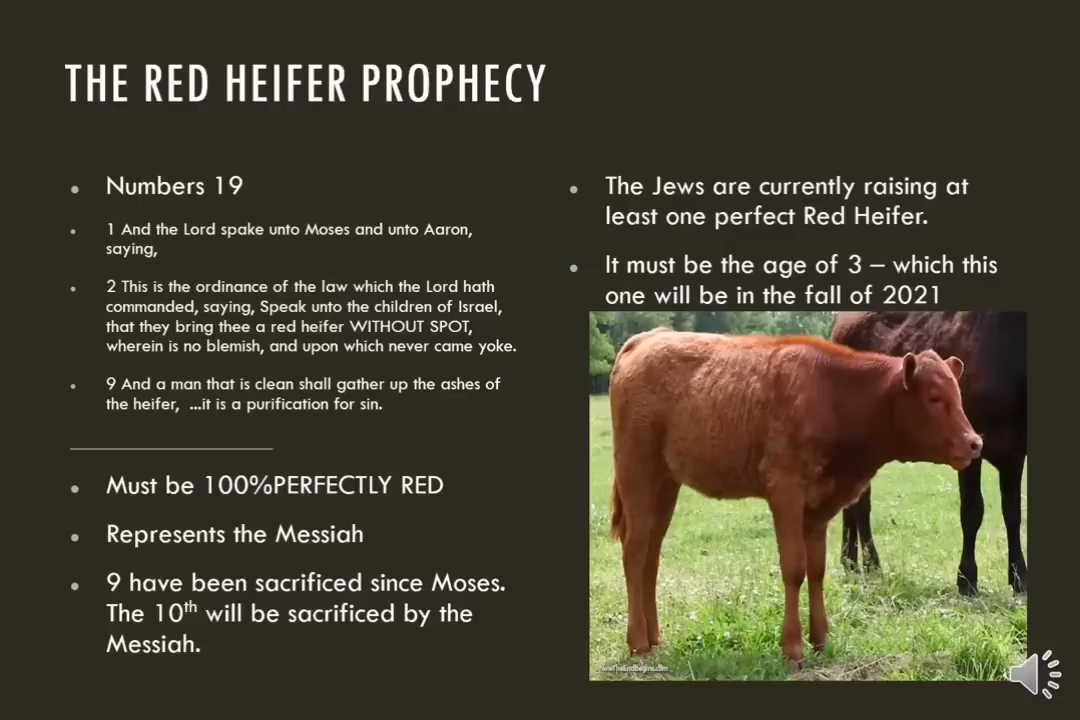 THE RED HEIFER PROPHECY
Numbers 19
1 And the Lord spake unto Moses and unto Aaron,
saying,
2 This is the ordinance of the law which the Lord hath
commanded, saying, Speak unto the children of Israel,
that they bring thee a red heifer WITHOUT SPOT,
wherein is no blemish, and upon which never came yoke.
9 And a man that is clean shall gather up the ashes of
the heifer, ...it is a purification for sin.
Must be 100%PERFECTLY RED
Represents the Messiah
9 have been sacrificed since Moses.
The 10th will be sacrificed by the
Messiah.
The Jews are currently raising at
least one perfect Red Heifer.
It must be the age of 3 – which this
one will be in the fall of 2021
NowTheEndBegins.com